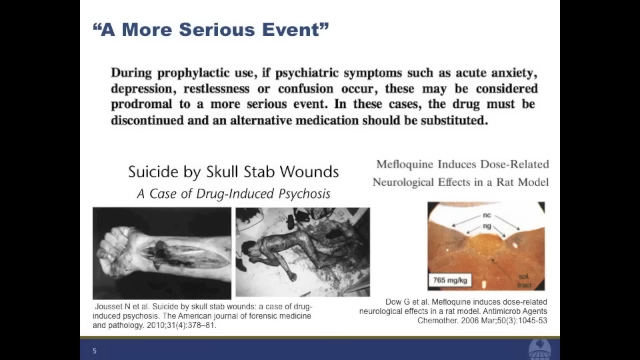 “A More Serious Event”
During prophylactic use, if psychiatric symptoms such as acute anxiety,
depression, restlessness or confusion occur, these may be considered
prodromal to a more serious event. In these cases, the drug must be
discontinued and an alternative medication should be substituted.
Suicide by Skull Stab Wounds
A Case of Drug-Induced Psychosis
Mefloquine Induces Dose-Related
Neurological Effects in a Rat Model
nc
ng
765 mg/kg
tract
Jousset N et al. Suicide by skull stab wounds: a case of drug-
induced psychosis. The American journal of forensic medicine
and pathology. 2010;31(4):378–81.
Dow G et al. Mefloquine induces dose-related
neurological effects in a rat model. Antimicrob Agents
Chemother. 2006 Mar;50(3):1045-53
5